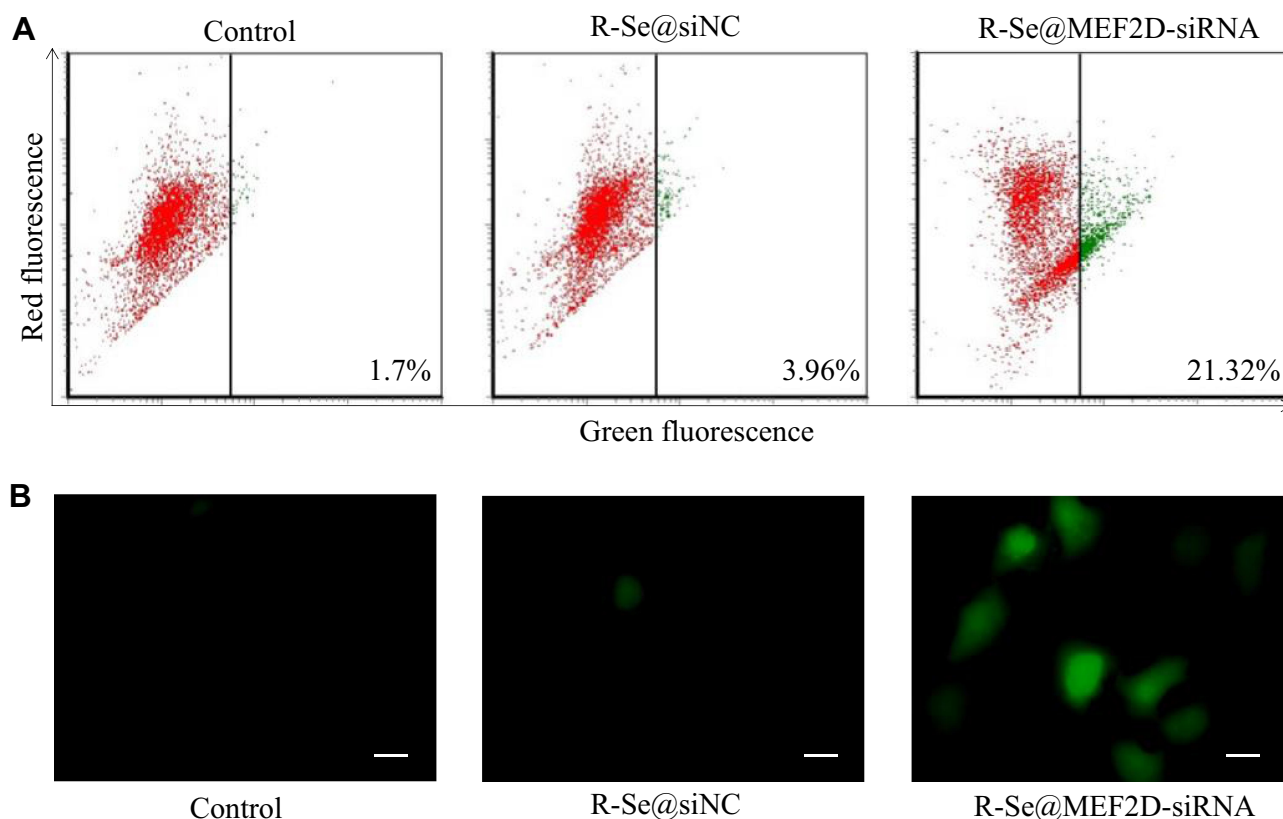 A
Control
R-Se@siNC
R-Se@MEF2D-siRNA
Red fluorescence
1.7%
3.96%
21.32%
Green fluorescence
B
Control
R-Se@siNC
R-Se@MEF2D-siRNA